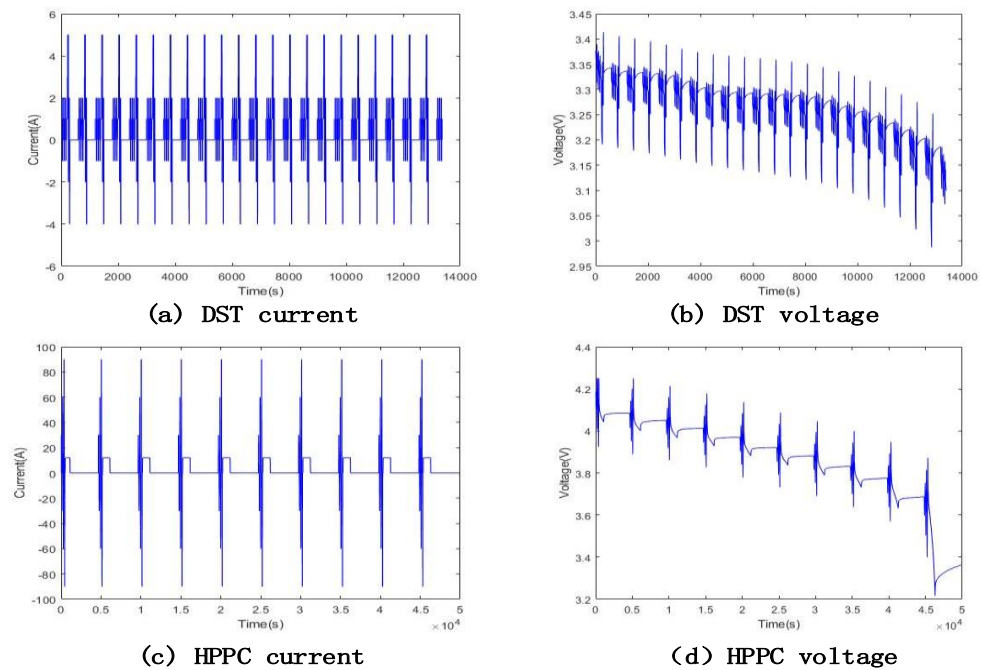 6
4
2
0
-2
-4
-6
Current(A)
0 2000 4000 6000 8000 10000 12000 14000
Time(s)
(a) DST current
3.45
3.4
3.35
3.3
3.25
3.2
3.15
3.1
3.05
3
2.95
Voltage(V)
0 2000 4000 6000 8000 10000 12000 14000
Time(s)
(b) DST voltage
100
80
60
40
20
0
-20
-40
-60
-80
-100
Current(A)
0 0.5 1 1.5 2 2.5 3 3.5 4 4.5 5
Time(s)
× 10^4
(c) HPPC current
4.4
4.2
4
3.8
3.6
3.4
3.2
Voltage(V)
0 0.5 1 1.5 2 2.5 3 3.5 4 4.5 5
Time(s)
× 10^4
(d) HPPC voltage